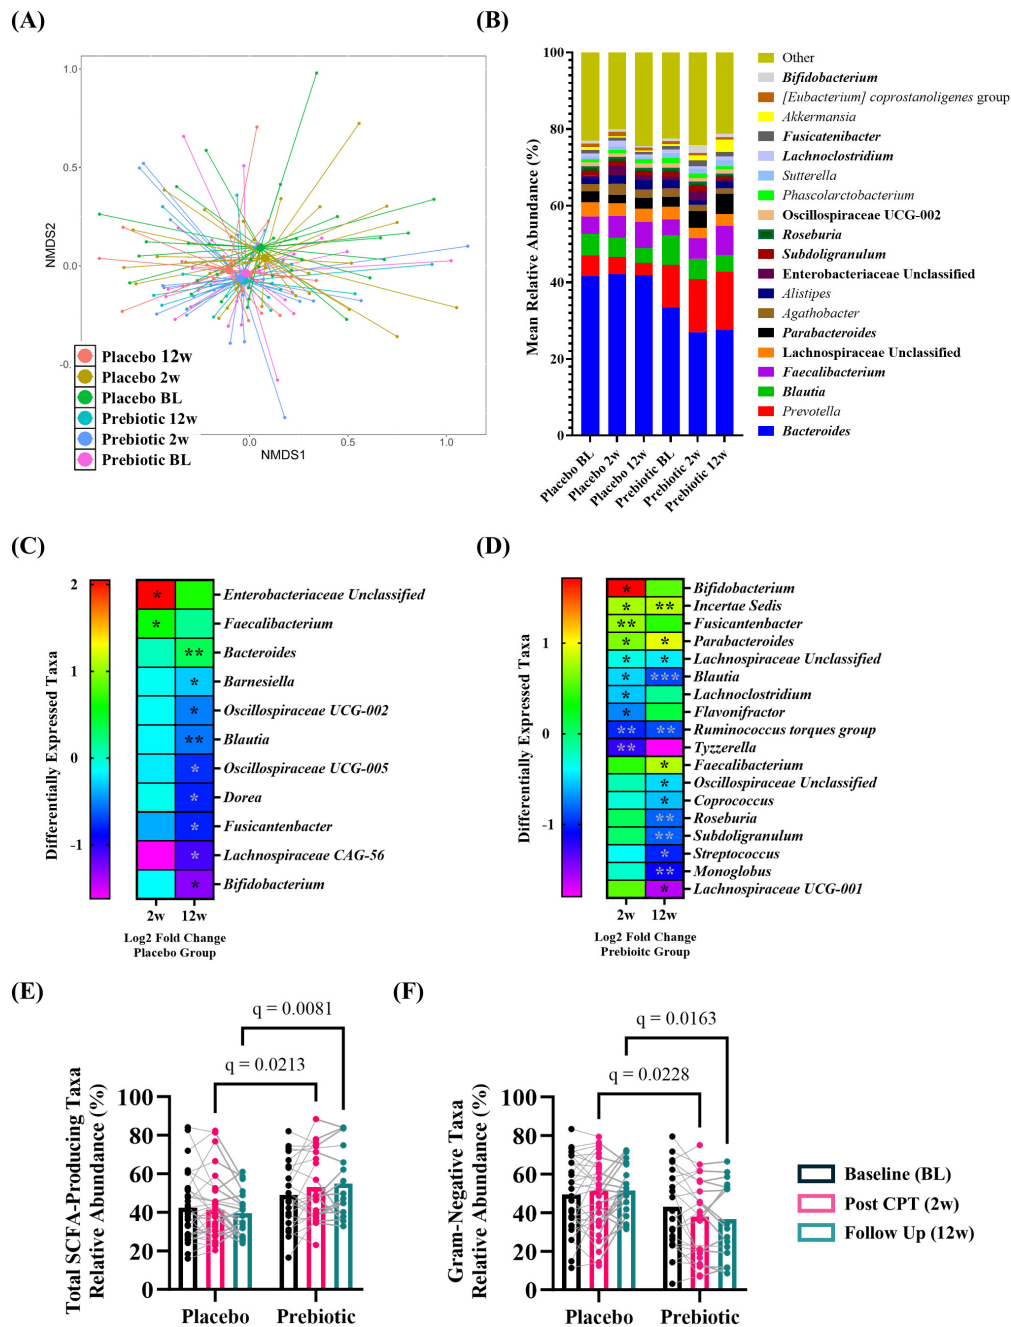 (A)
1.0
0.5
0.0
-0.
NMDS2
0.0
0.5
1.0
NMDS1
Placebo 12w
Placebo 2w
Placebo BL
Prebiotic 12w
Prebiotic 2w
Prebiotic BL
(B)
Mean Relative Abundance (%)
100
80
60
40
20
0
Placebo BL
Placebo 2w
Placebo 12w
Prebiotic BL
Prebiotic 2w
Prebiotic 12w
Other
Bifidobacterium
[Eubacterium] coprostanoligenes group
Akkermansia
Fusicatenibacter
Lachnoclostridium
Sutterella
Phascolarctobacterium
Oscillospiraceae UCG-002
Roseburia
Subdoligranulum
Enterobacteriaceae Unclassified
Alistipes
Agathobacter
Parabacteroides
Lachnospiraceae Unclassified
Faecalibacterium
Blautia
Prevotella
Bacteroides
(C)
Differentially Expressed Taxa
2
1
0
-1
* Enterobacteriaceae Unclassified
* Faecalibacterium
** Bacteroides
* Barnesiella
* Oscillospiraceae UCG-002
** Blautia
* Oscillospiraceae UCG-005
* Dorea
* Fusicantenbacter
* Lachnospiraceae CAG-56
* Bifidobacterium
2w 12w
Log2 Fold Change
Placebo Group
(D)
Differentially Expressed Taxa
1
0
-1
* Bifidobacterium
* ** Incertae Sedis
** Fusicantenbacter
* * Parabacteroides
* * Lachnospiraceae Unclassified
* *** Blautia
* Lachnoclostridium
* Flavonifractor
** ** Ruminococcus torques group
** Tyzzerella
* Faecalibacterium
* Oscillospiraceae Unclassified
* Coprococcus
** Roseburia
** Subdoligranulum
* Streptococcus
** Monoglobus
* Lachnospiraceae UCG-001
2w 12w
Log2 Fold Change
Prebioitc Group
(E)
q = 0.0081
q = 0.0213
Total SCFA-Producing Taxa
Relative Abundance (%)
100
80
60
40
20
0
Placebo Prebiotic
(F)
q = 0.0163
q = 0.0228
Gram-Negative Taxa
Relative Abundance (%)
100
80
60
40
20
0
Placebo Prebiotic
Baseline (BL)
Post CPT (2w)
Follow Up (12w)